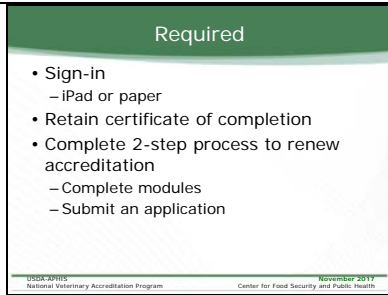 Required
• Sign-in
– iPad or paper
• Retain certificate of completion
• Complete 2-step process to renew
accreditation
– Complete modules
– Submit an application
USDA-APHIS
National Veterinary Accreditation Program
November 2017
Center for Food Security and Public Health